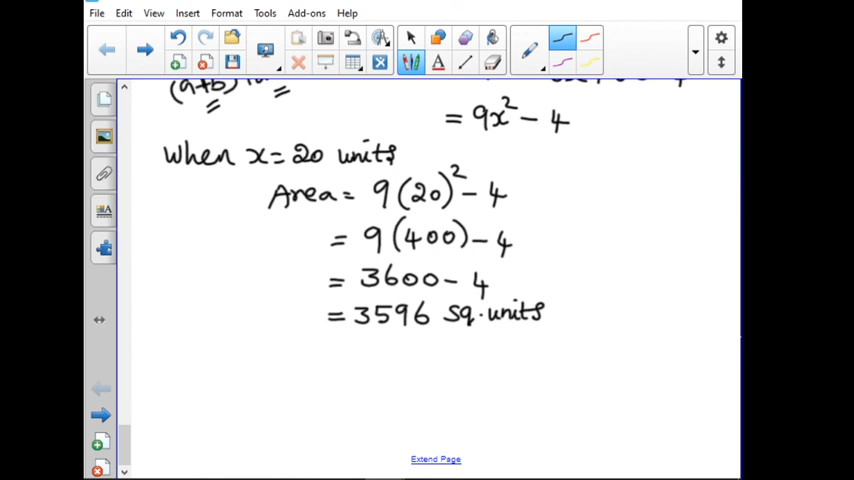 File Edit View Insert Format Tools Add-ons Help
(a+b)
= 9x² - 4
When x = 20 units
Area = 9(20)² - 4
= 9(400) - 4
= 3600 - 4
= 3596 sq. units
Extend Page